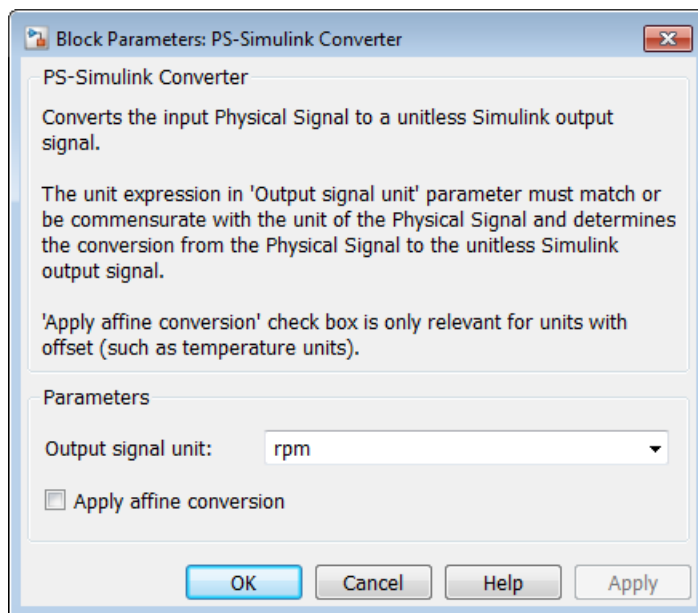 Block Parameters: PS-Simulink Converter
PS-Simulink Converter
Converts the input Physical Signal to a unitless Simulink output
signal.
The unit expression in 'Output signal unit' parameter must match or
be commensurate with the unit of the Physical Signal and determines
the conversion from the Physical Signal to the unitless Simulink
output signal.
'Apply affine conversion' check box is only relevant for units with
offset (such as temperature units).
Parameters
Output signal unit: rpm
Apply affine conversion
OK Cancel Help Apply